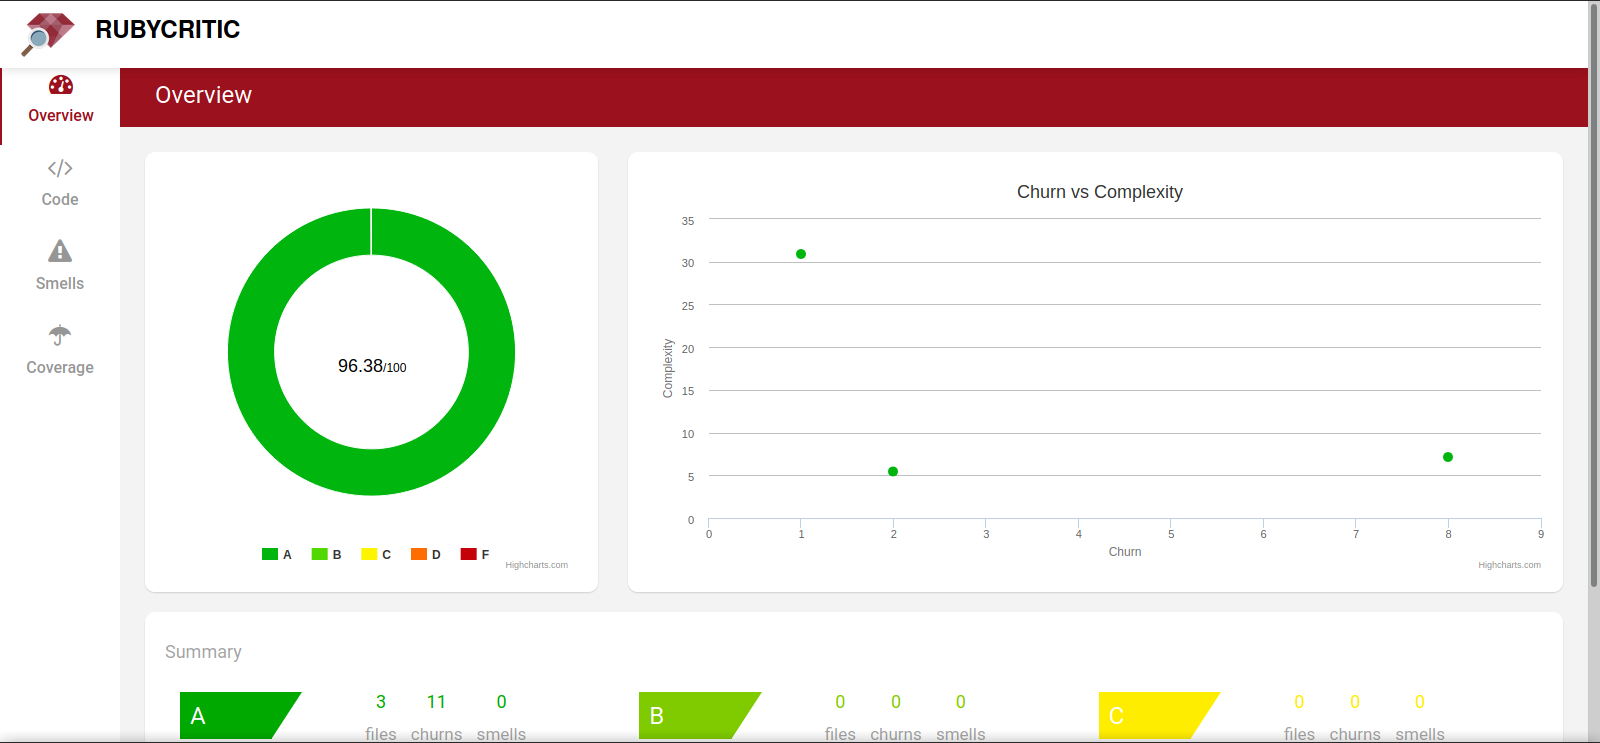 RUBYCRITIC
Overview
Code
Smells
Coverage
Overview
96.38/100
A B C D F
Highcharts.com
Churn vs Complexity
Complexity
35
30
25
20
15
10
5
0
0 1 2 3 4 5 6 7 8 9
Churn
Highcharts.com
Summary
A
3 11 0
files churns smells
B
0 0 0
files churns smells
C
0 0 0
files churns smells